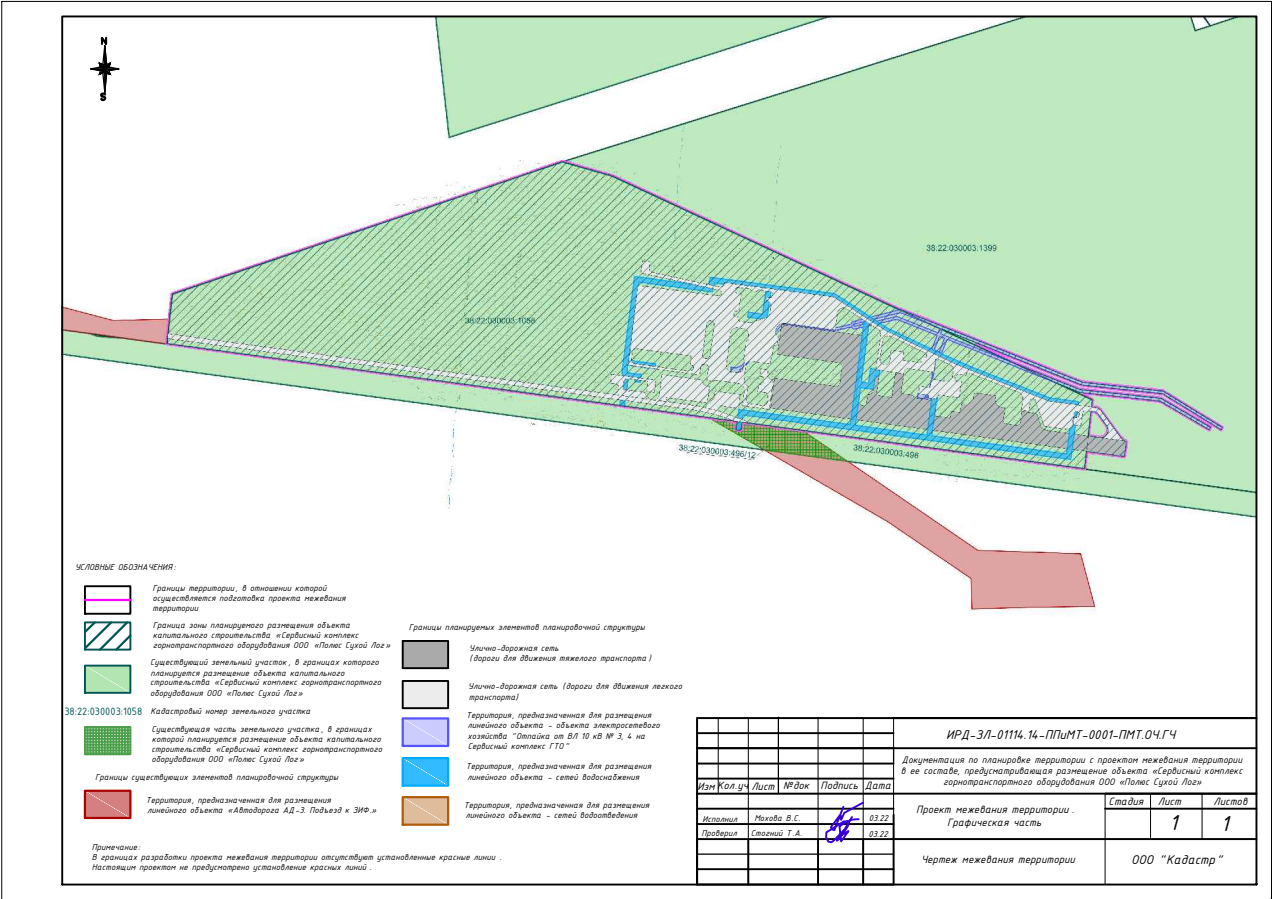 N
S
38:22:030003:1399
38:22:030003:1058
38:22:030003:496/12
38:22:030003:496
УСЛОВНЫЕ ОБОЗНАЧЕНИЯ:
Границы территории, в отношении которой
осуществляется подготовка проекта межевания
территории
Граница зоны планируемого размещения объекта
капитального строительства «Сервисный комплекс
горнотранспортного оборудования ООО «Полюс Сухой Лог»
Существующий земельный участок, в границах которого
планируется размещение объекта капитального
строительства «Сервисный комплекс горнотранспортного
оборудования ООО «Полюс Сухой Лог»
38:22:030003:1058 Кадастровый номер земельного участка
Существующая часть земельного участка, в границах
которой планируется размещение объекта капитального
строительства «Сервисный комплекс горнотранспортного
оборудования ООО «Полюс Сухой Лог»
Границы существующих элементов планировочной структуры
Территория, предназначенная для размещения
линейного объекта «Автодорога АД-3. Подъезд к ЗИФ.»
Границы планируемых элементов планировочной структуры
Улично-дорожная сеть
(дороги для движения тяжелого транспорта)
Улично-дорожная сеть (дороги для движения легкого
транспорта)
Территория, предназначенная для размещения
линейного объекта - объекта электросетевого
хозяйства "Отпайка от ВЛ 10 кВ № 3, 4 на
Сервисный комплекс ГТО"
Территория, предназначенная для размещения
линейного объекта - сетей водоснабжения
Территория, предназначенная для размещения
линейного объекта - сетей водоотведения
Примечание:
В границах разработки проекта межевания территории отсутствуют установленные красные линии .
Настоящим проектом не предусмотрено установление красных линий .
ИРД-ЗЛ-01114.14-ППиМТ-0001-ПМТ.ОЧ.ГЧ
Документация по планировке территории с проектом межевания территории
в ее составе, предусматривающая размещение объекта «Сервисный комплекс
горнотранспортного оборудования ООО «Полюс Сухой Лог»
Изм Кол.уч Лист №док Подпись Дата
Исполнил Мохова В.С. 03.22
Проверил Стогний Т.А. 03.22
Проект межевания территории .
Графическая часть
Стадия Лист Листов
1 1
Чертеж межевания территории
ООО "Кадастр"